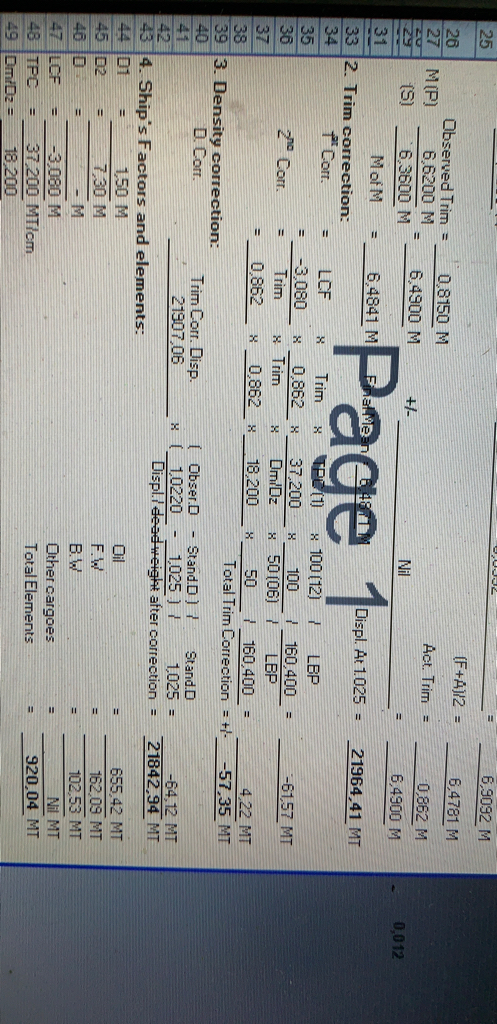 25 = 6,9092 M
26 Observed Trim = 0,8150 M (F+A)/2 = 6,4781 M
27 M (P) 6,6200 M = 6,4900 M Act. Trim = 0,862 M
29 (S) 6,3600 M +/- Nil = 6,4900 M
31 M of M = 6,4841 M Final Mean / 6,4871 M Displ. At 1.025 = 21964,41 MT
Page 1
33 2. Trim correction:
34 1st Corr. = LCF x Trim x TPC (1) x 100 (12) / LBP
35 = -3,080 x 0,862 x 37,200 x 100 / 160,400 = -61,57 MT
36 2nd Corr. = Trim x Trim x Dm/Dz x 50 (06) / LBP
37 = 0,862 x 0,862 x 18,200 x 50 / 160,400 = 4,22 MT
38 Total Trim Correction = +/- -57,35 MT
39 3. Density correction:
40 D. Corr. Trim Corr. Disp. ( Obser.D - Stand.D ) / Stand.D
41 21907,06 x ( 1,0220 - 1,025 ) / 1,025 = -64,12 MT
42 Displ./ deadweight after correction = 21842,94 MT
43 4. Ship's Factors and elements:
44 D1 = 1,50 M Oil = 655,42 MT
45 D2 = 7,30 M F.W = 162,09 MT
46 D = - M B.W = 102,53 MT
47 LCF = -3,080 M Other cargoes Nil MT
48 TPC = 37,200 MT/cm Total Elements = 920,04 MT
49 Dm/Dz = 18,200
- 0,012